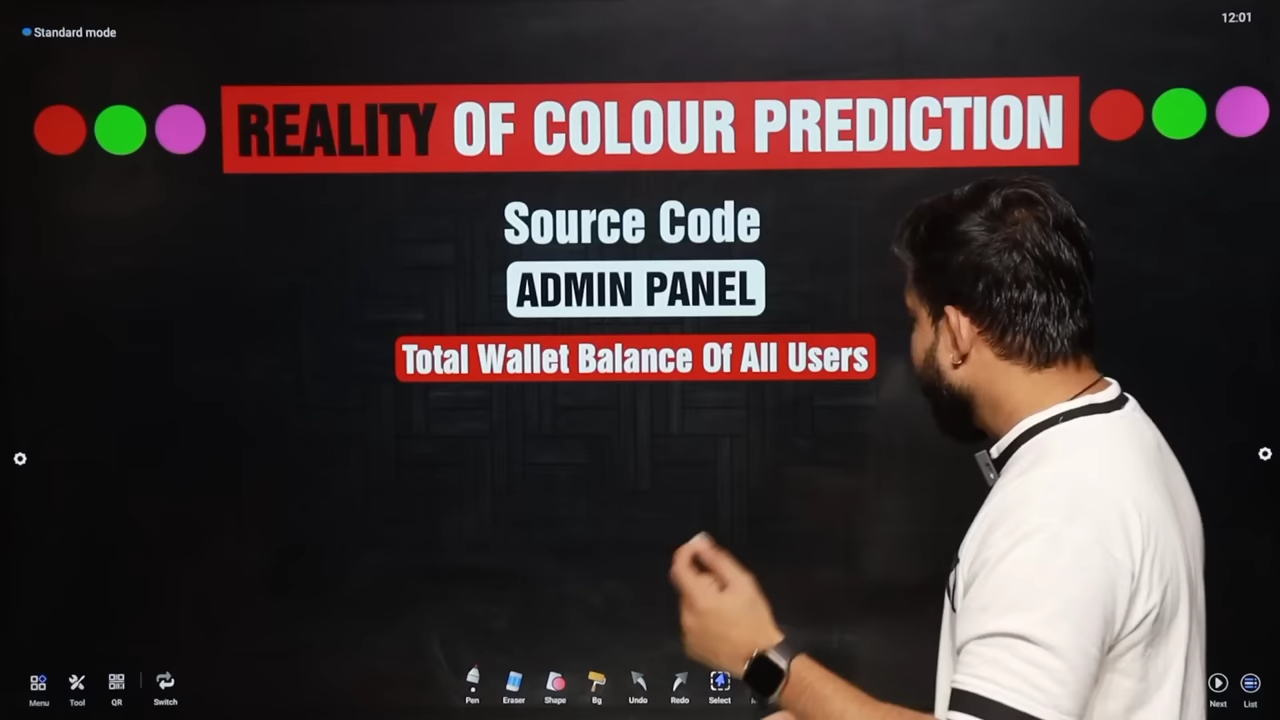 12:01
Standard mode
REALITY OF COLOUR PREDICTION
Source Code
ADMIN PANEL
Total Wallet Balance Of All Users
Menu Tool QR Switch Pen Eraser Shape Bg Undo Redo Select Next List